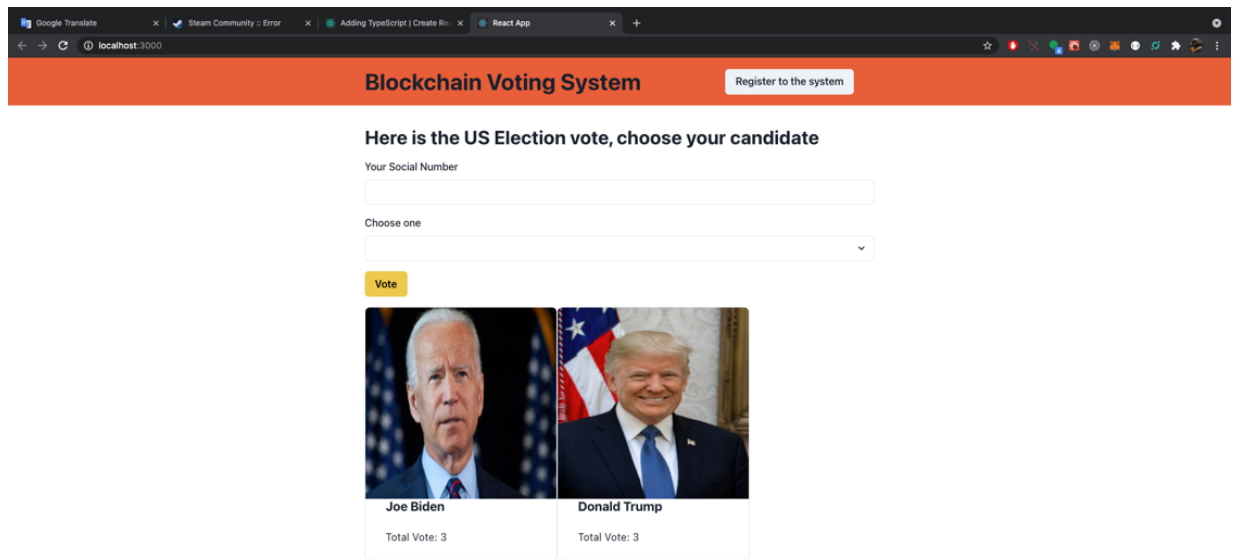 Google Translate
Steam Community :: Error
Adding TypeScript | Create Re
React App
localhost:3000
Blockchain Voting System
Register to the system
Here is the US Election vote, choose your candidate
Your Social Number
Choose one
Vote
Joe Biden
Donald Trump
Total Vote: 3
Total Vote: 3